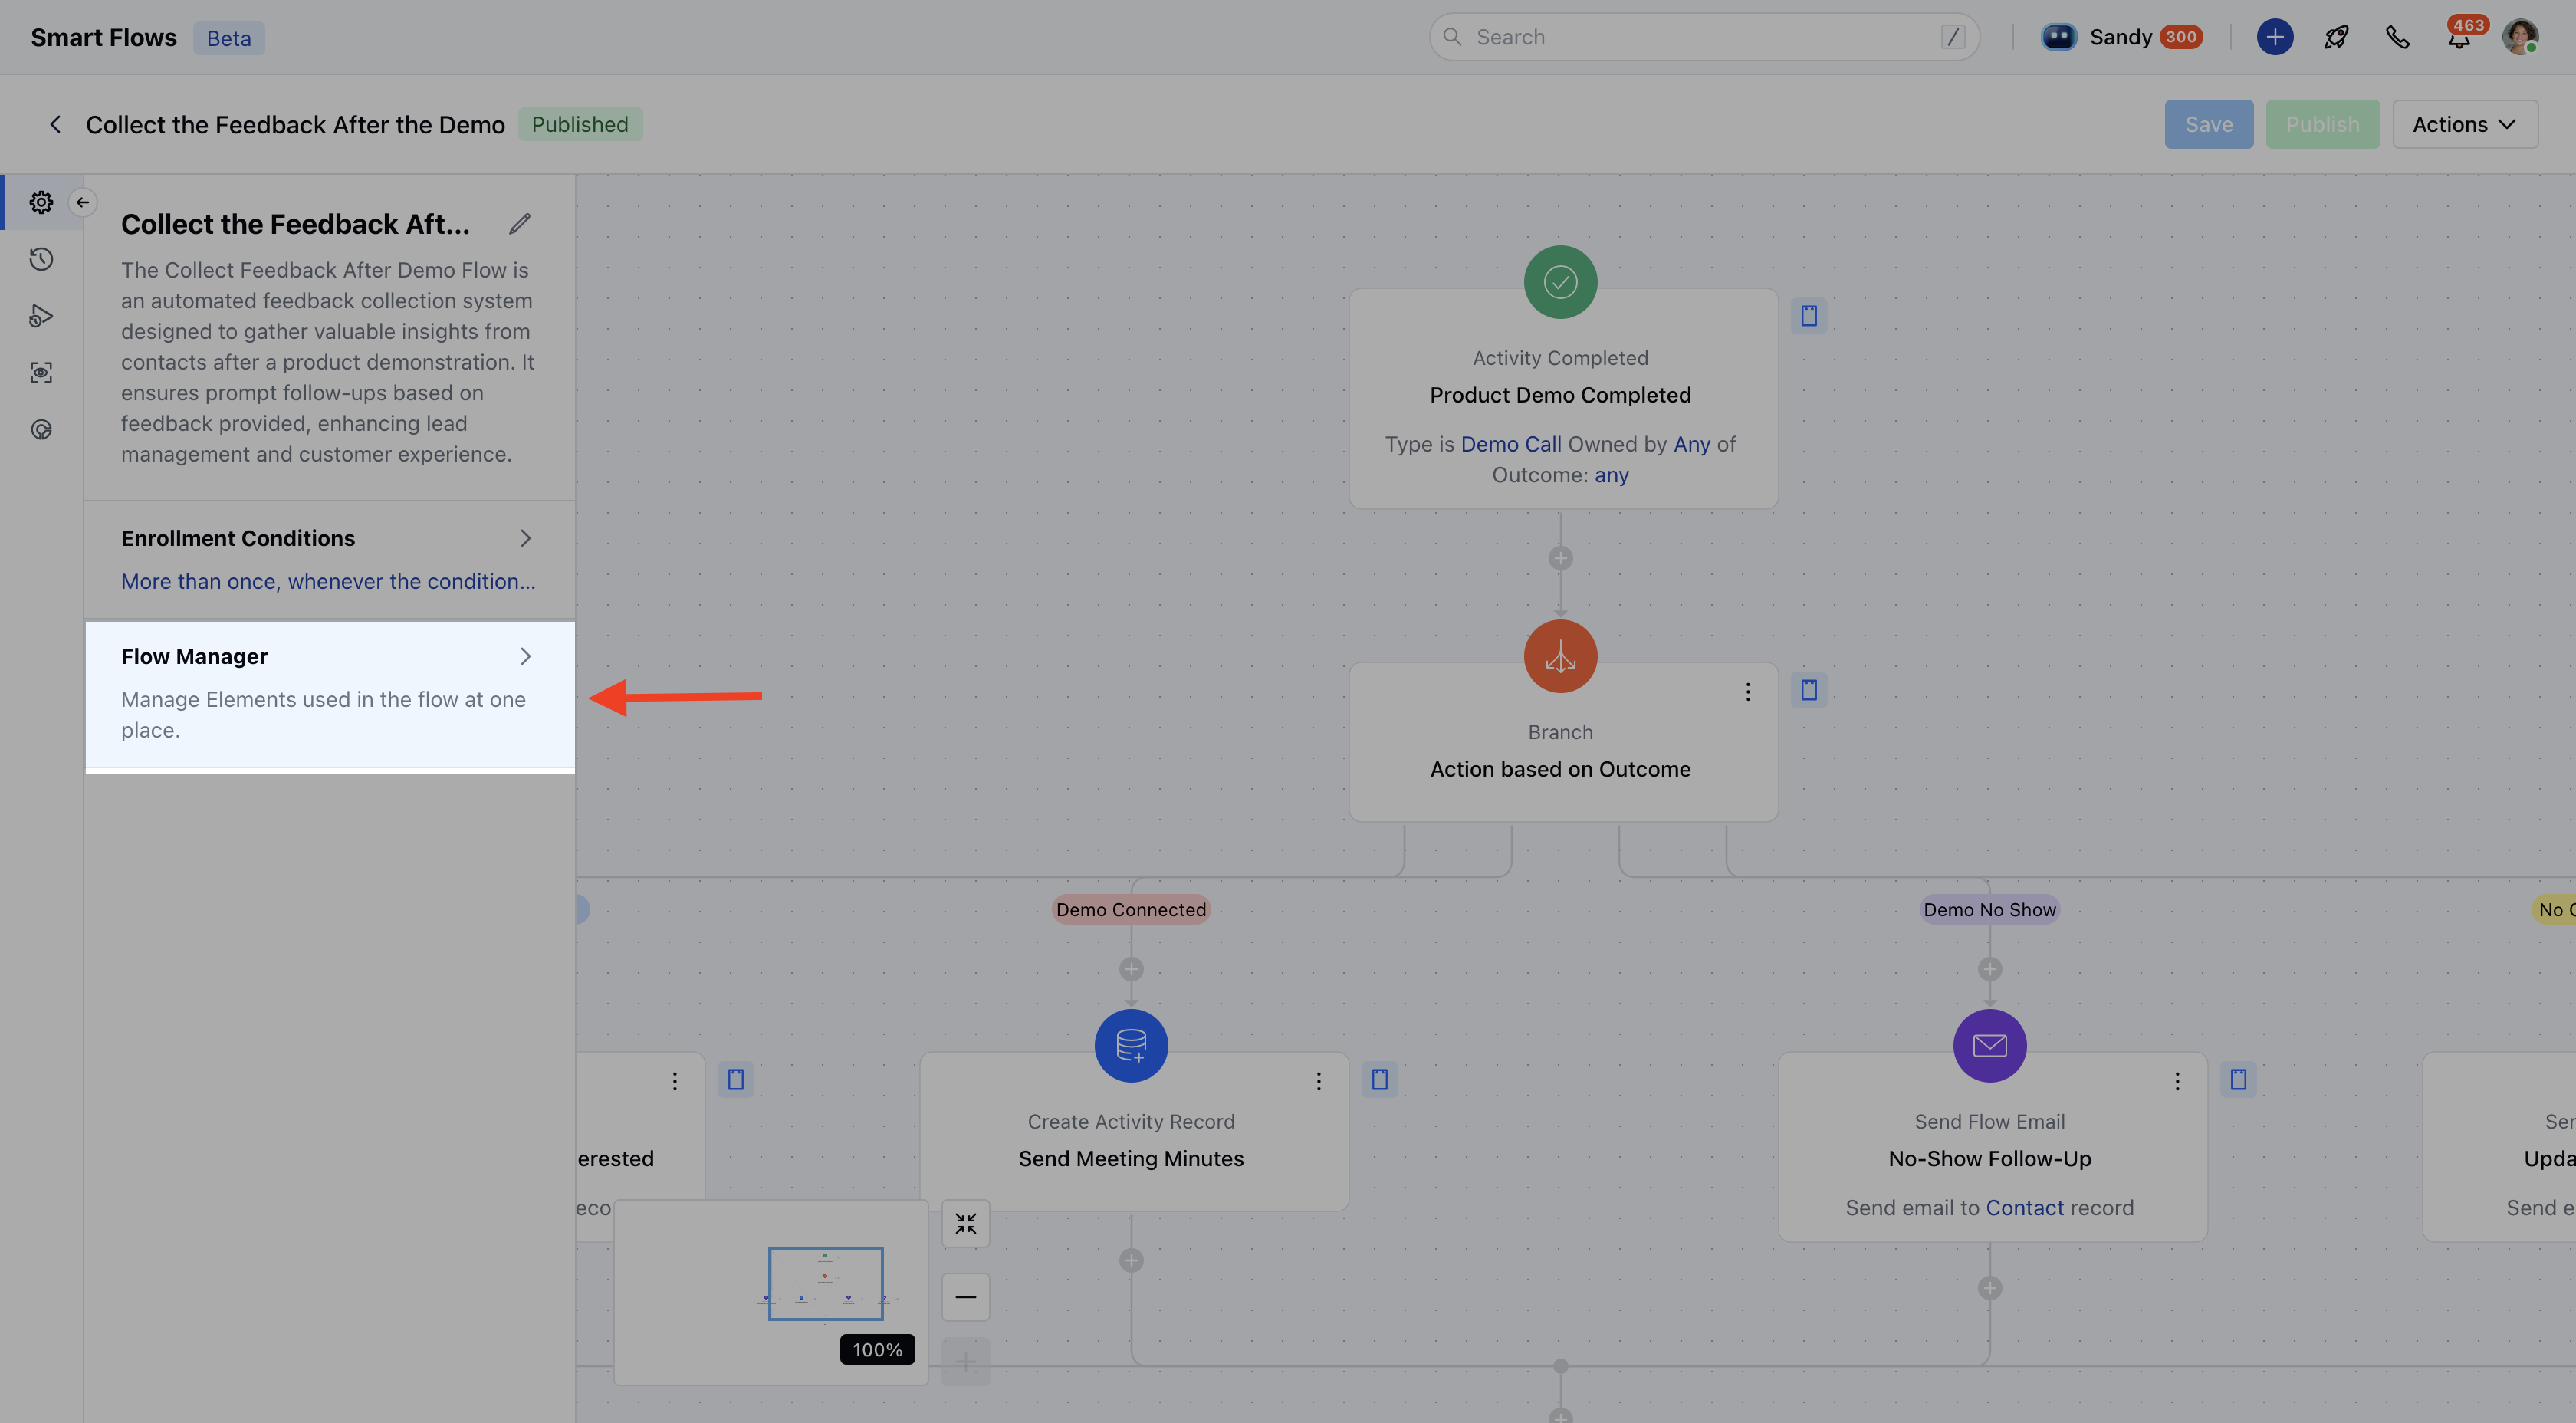 Smart Flows Beta
Search /
Sandy 300
463
Collect the Feedback After the Demo Published
Save Publish Actions
Collect the Feedback Aft...
The Collect Feedback After Demo Flow is
an automated feedback collection system
designed to gather valuable insights from
contacts after a product demonstration. It
ensures prompt follow-ups based on
feedback provided, enhancing lead
management and customer experience.
Enrollment Conditions
More than once, whenever the condition...
Flow Manager
Manage Elements used in the flow at one
place.
Activity Completed
Product Demo Completed
Type is Demo Call Owned by Any of
Outcome: any
Branch
Action based on Outcome
Demo Connected
Demo No Show
No
Create Activity Record
Send Meeting Minutes
Send Flow Email
No-Show Follow-Up
Send email to Contact record
Send e
100%